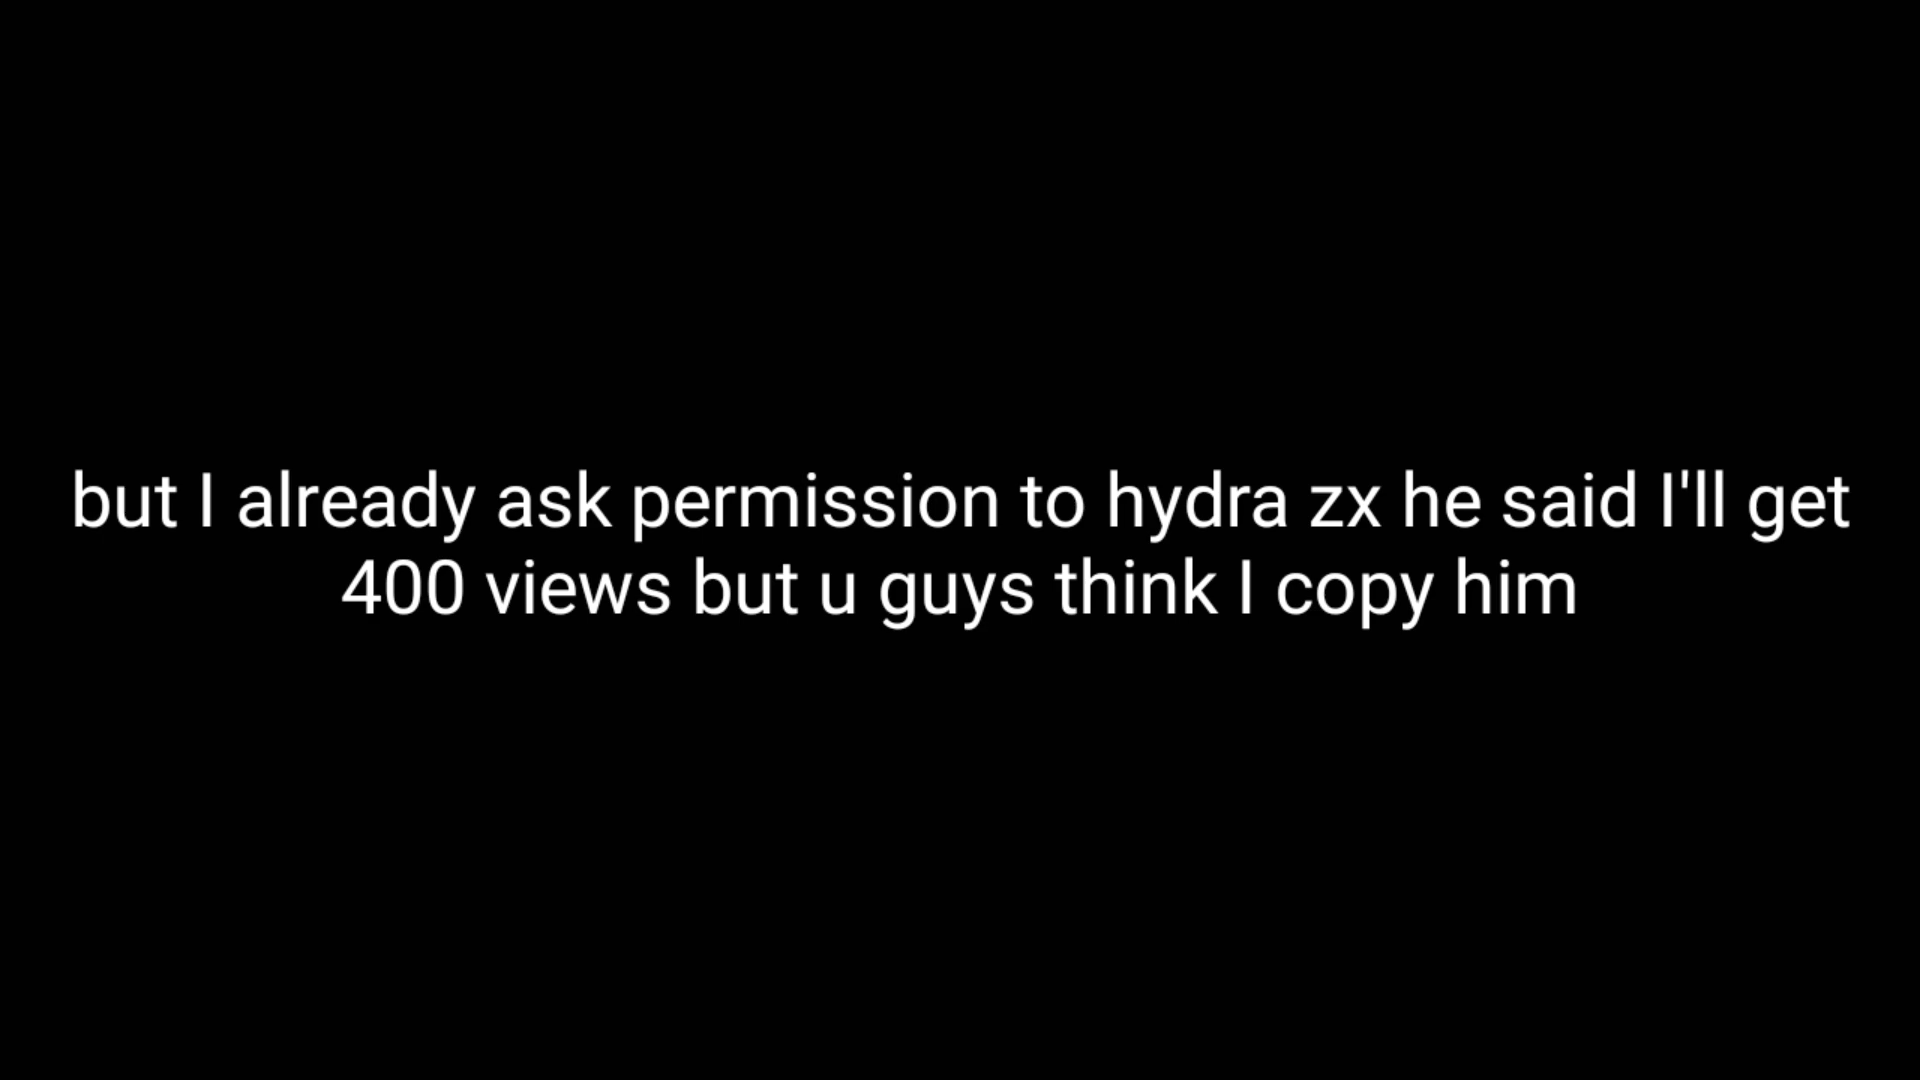 but I already ask permission to hydra zx he said I'll get
400 views but u guys think I copy him